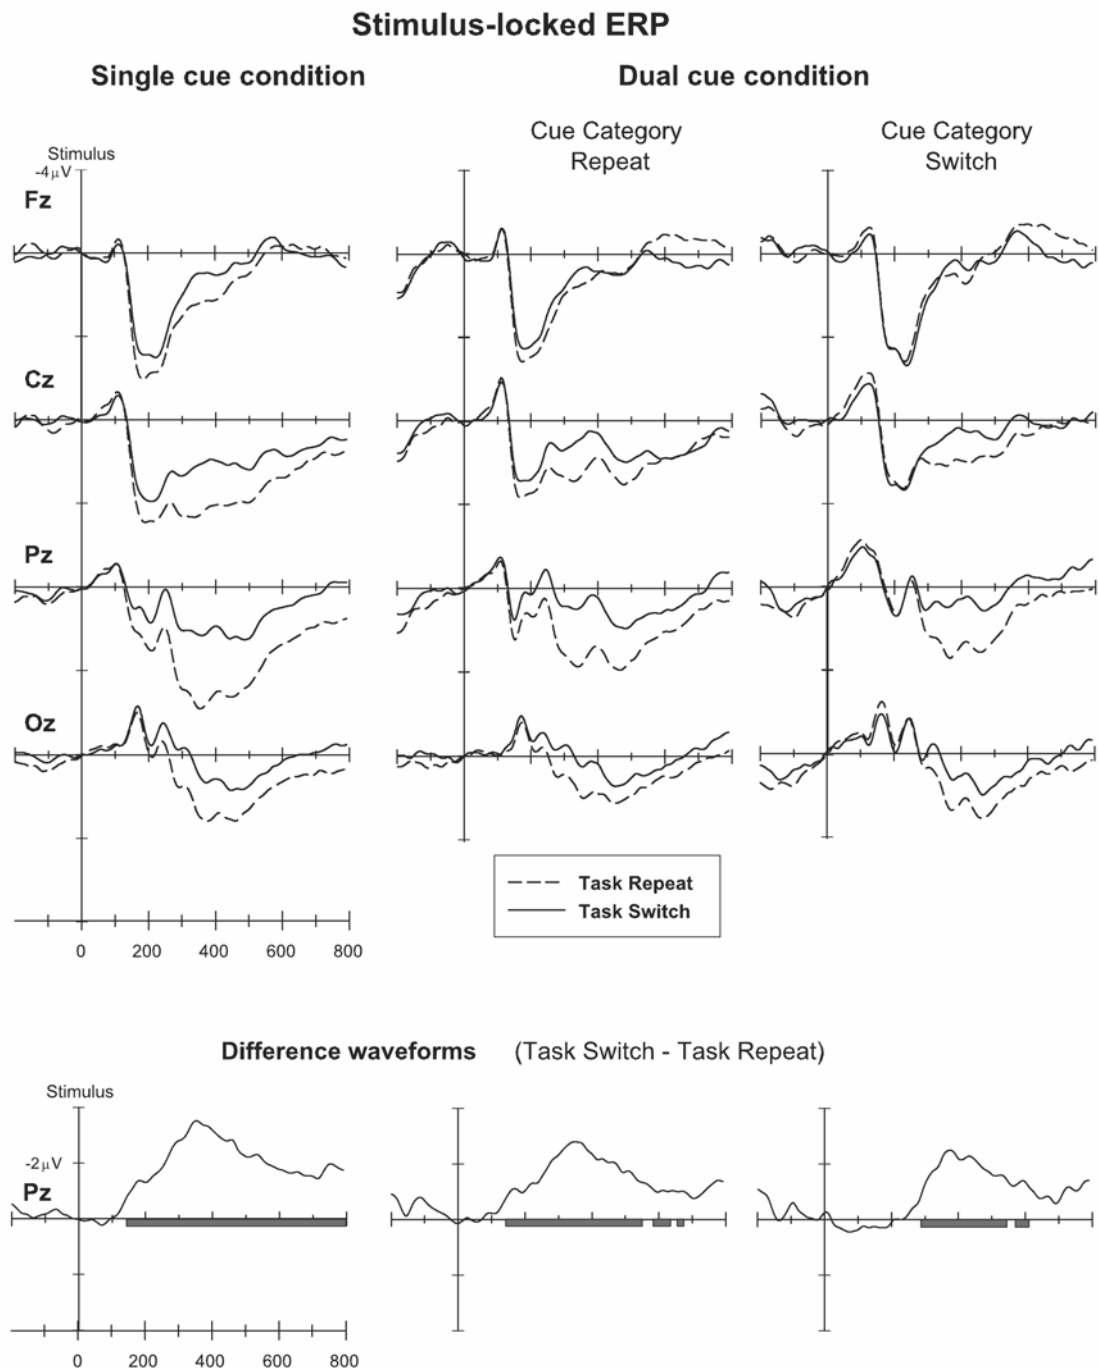 Stimulus-locked ERP
Single cue condition
Dual cue condition
Cue Category
Repeat
Cue Category
Switch
Stimulus
-4μV
Fz
Cz
Pz
Oz
Task Repeat
Task Switch
0 200 400 600 800
Difference waveforms (Task Switch - Task Repeat)
Stimulus
-2μV
Pz
0 200 400 600 800